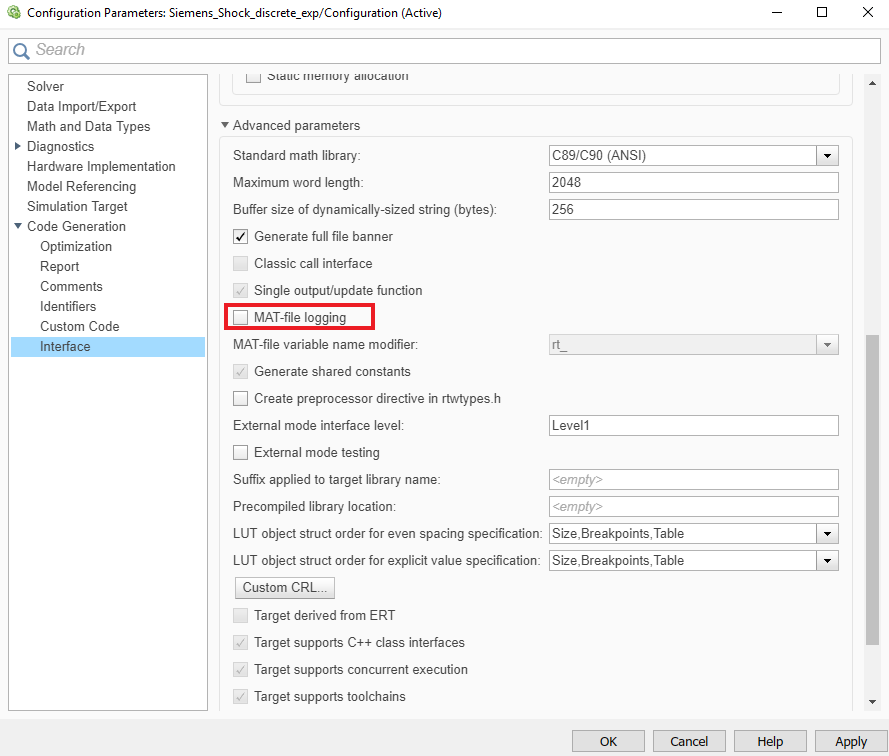 Configuration Parameters: Siemens_Shock_discrete_exp/Configuration (Active)
Search
Solver
Data Import/Export
Math and Data Types
Diagnostics
Hardware Implementation
Model Referencing
Simulation Target
Code Generation
Optimization
Report
Comments
Identifiers
Custom Code
Interface
Static memory allocation
Advanced parameters
Standard math library: C89/C90 (ANSI)
Maximum word length: 2048
Buffer size of dynamically-sized string (bytes): 256
Generate full file banner
Classic call interface
Single output/update function
MAT-file logging
MAT-file variable name modifier: rt_
Generate shared constants
Create preprocessor directive in rtwtypes.h
External mode interface level: Level1
External mode testing
Suffix applied to target library name: <empty>
Precompiled library location: <empty>
LUT object struct order for even spacing specification: Size,Breakpoints,Table
LUT object struct order for explicit value specification: Size,Breakpoints,Table
Custom CRL...
Target derived from ERT
Target supports C++ class interfaces
Target supports concurrent execution
Target supports toolchains
OK Cancel Help Apply